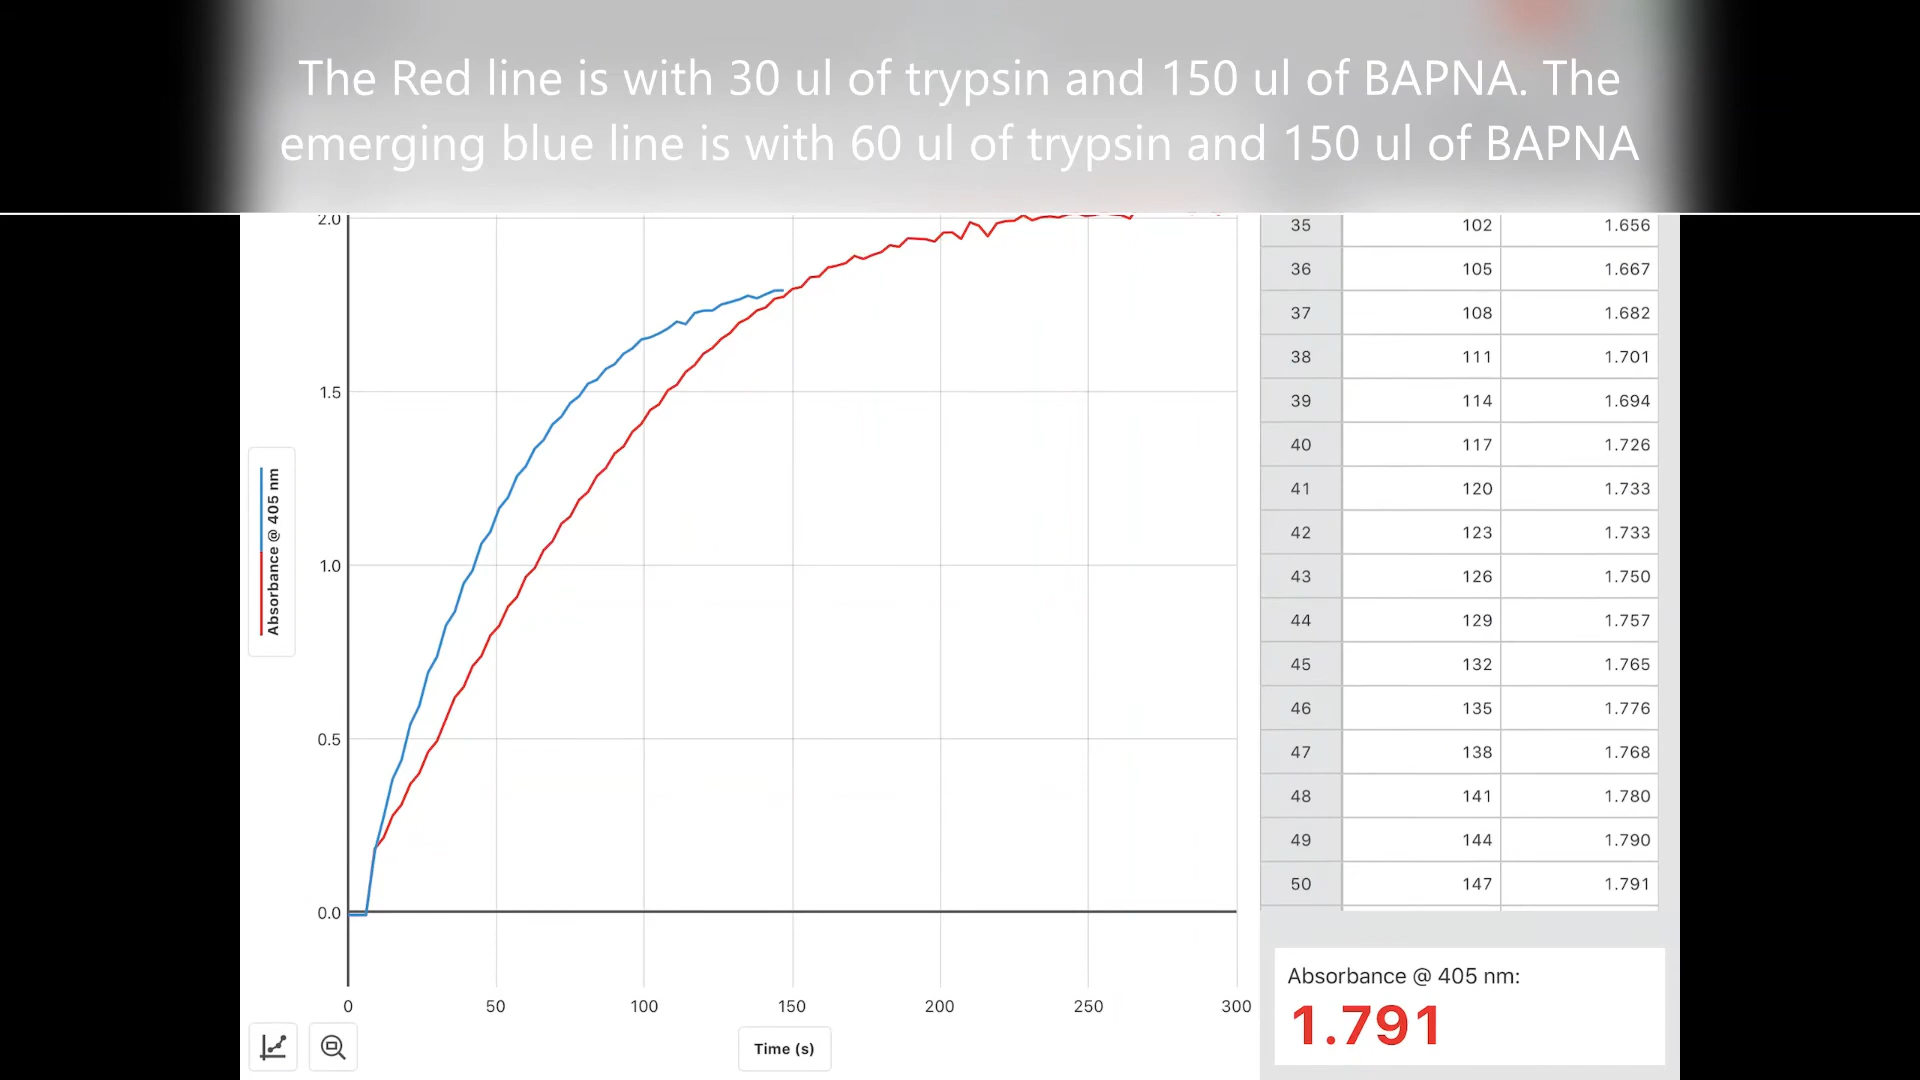 The Red line is with 30 ul of trypsin and 150 ul of BAPNA. The
emerging blue line is with 60 ul of trypsin and 150 ul of BAPNA
2.0
1.5
1.0
0.5
0.0
Absorbance @ 405 nm
0 50 100 150 200 250 300
Time (s)
35 102 1.656
36 105 1.667
37 108 1.682
38 111 1.701
39 114 1.694
40 117 1.726
41 120 1.733
42 123 1.733
43 126 1.750
44 129 1.757
45 132 1.765
46 135 1.776
47 138 1.768
48 141 1.780
49 144 1.790
50 147 1.791
Absorbance @ 405 nm:
1.791